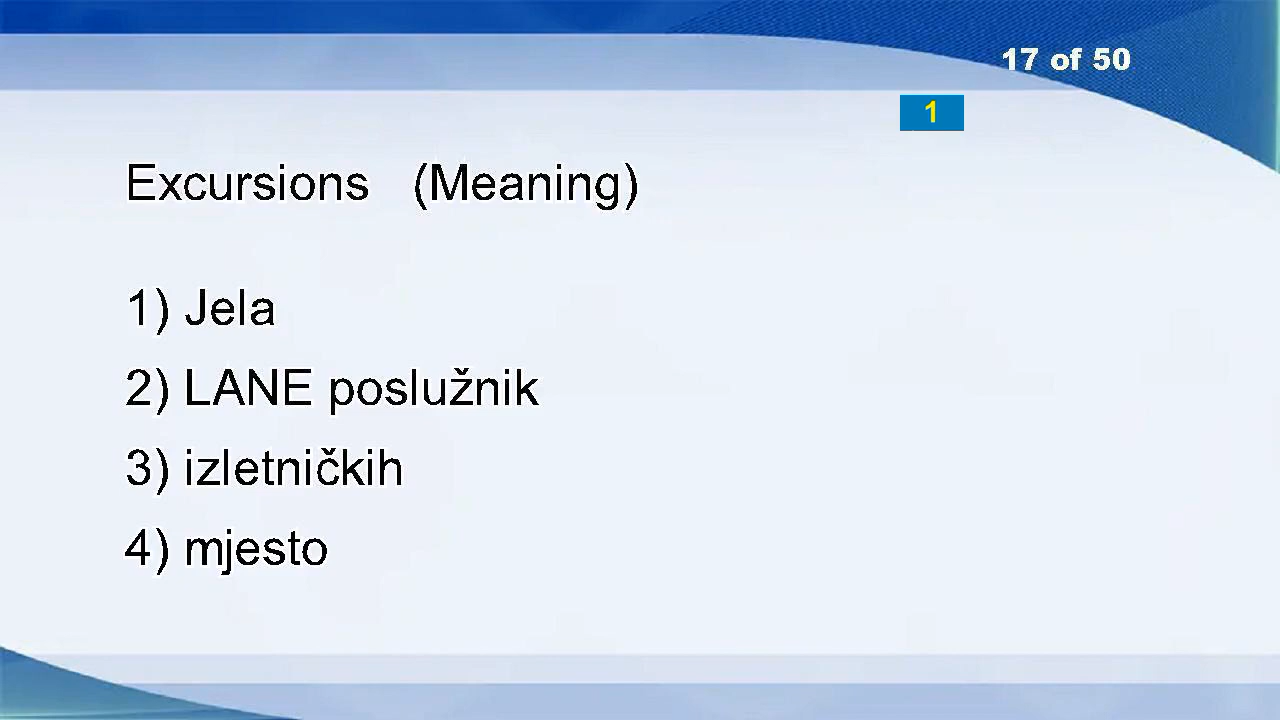 17 of 50
1
Excursions (Meaning)
1) Jela
2) LANE poslužnik
3) izletničkih
4) mjesto